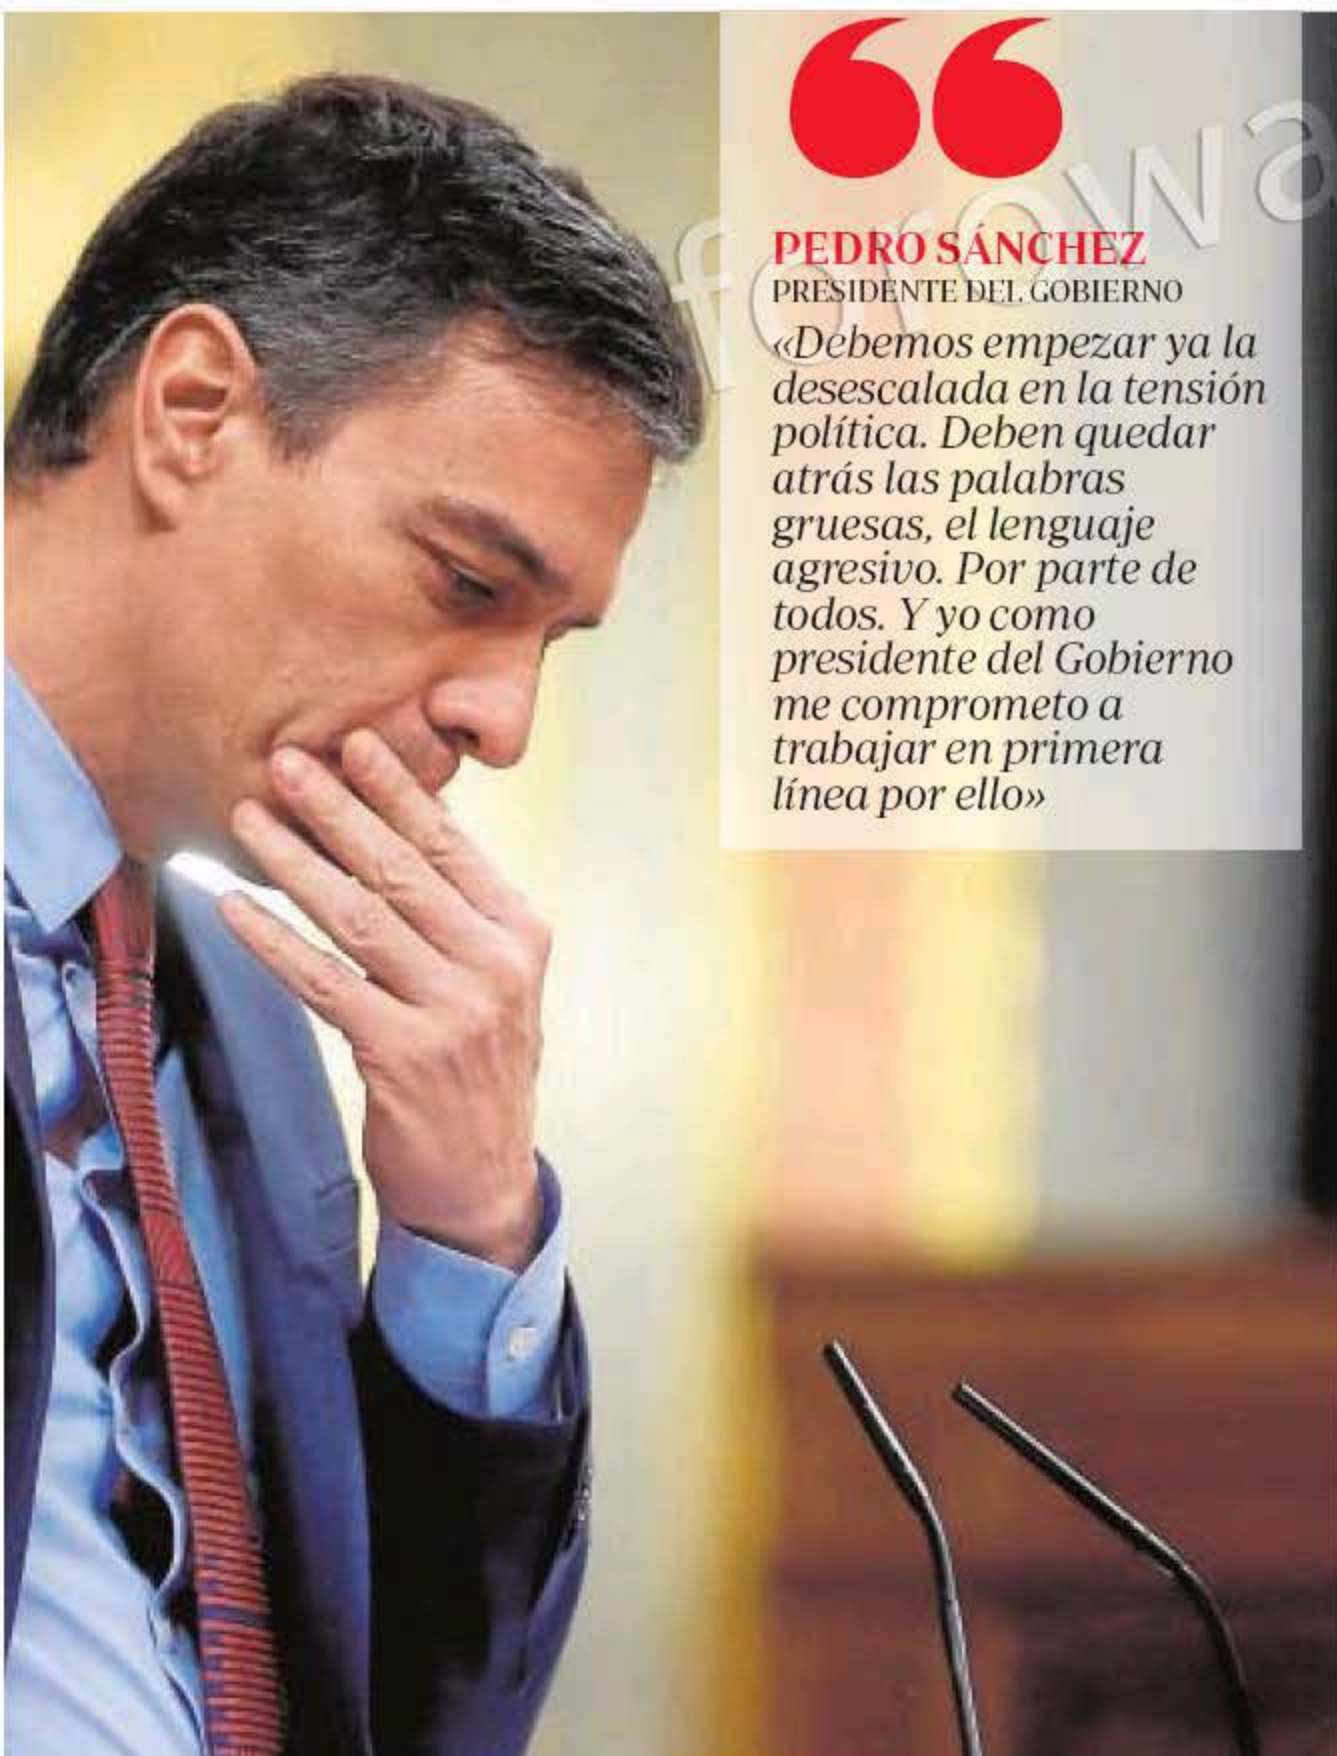 PEDRO SÁNCHEZ
PRESIDENTE DEL GOBIERNO
«Debemos empezar ya la
desescalada en la tensión
política. Deben quedar
atrás las palabras
gruesas, el lenguaje
agresivo. Por parte de
todos. Y yo como
presidente del Gobierno
me comprometo a
trabajar en primera
línea por ello»